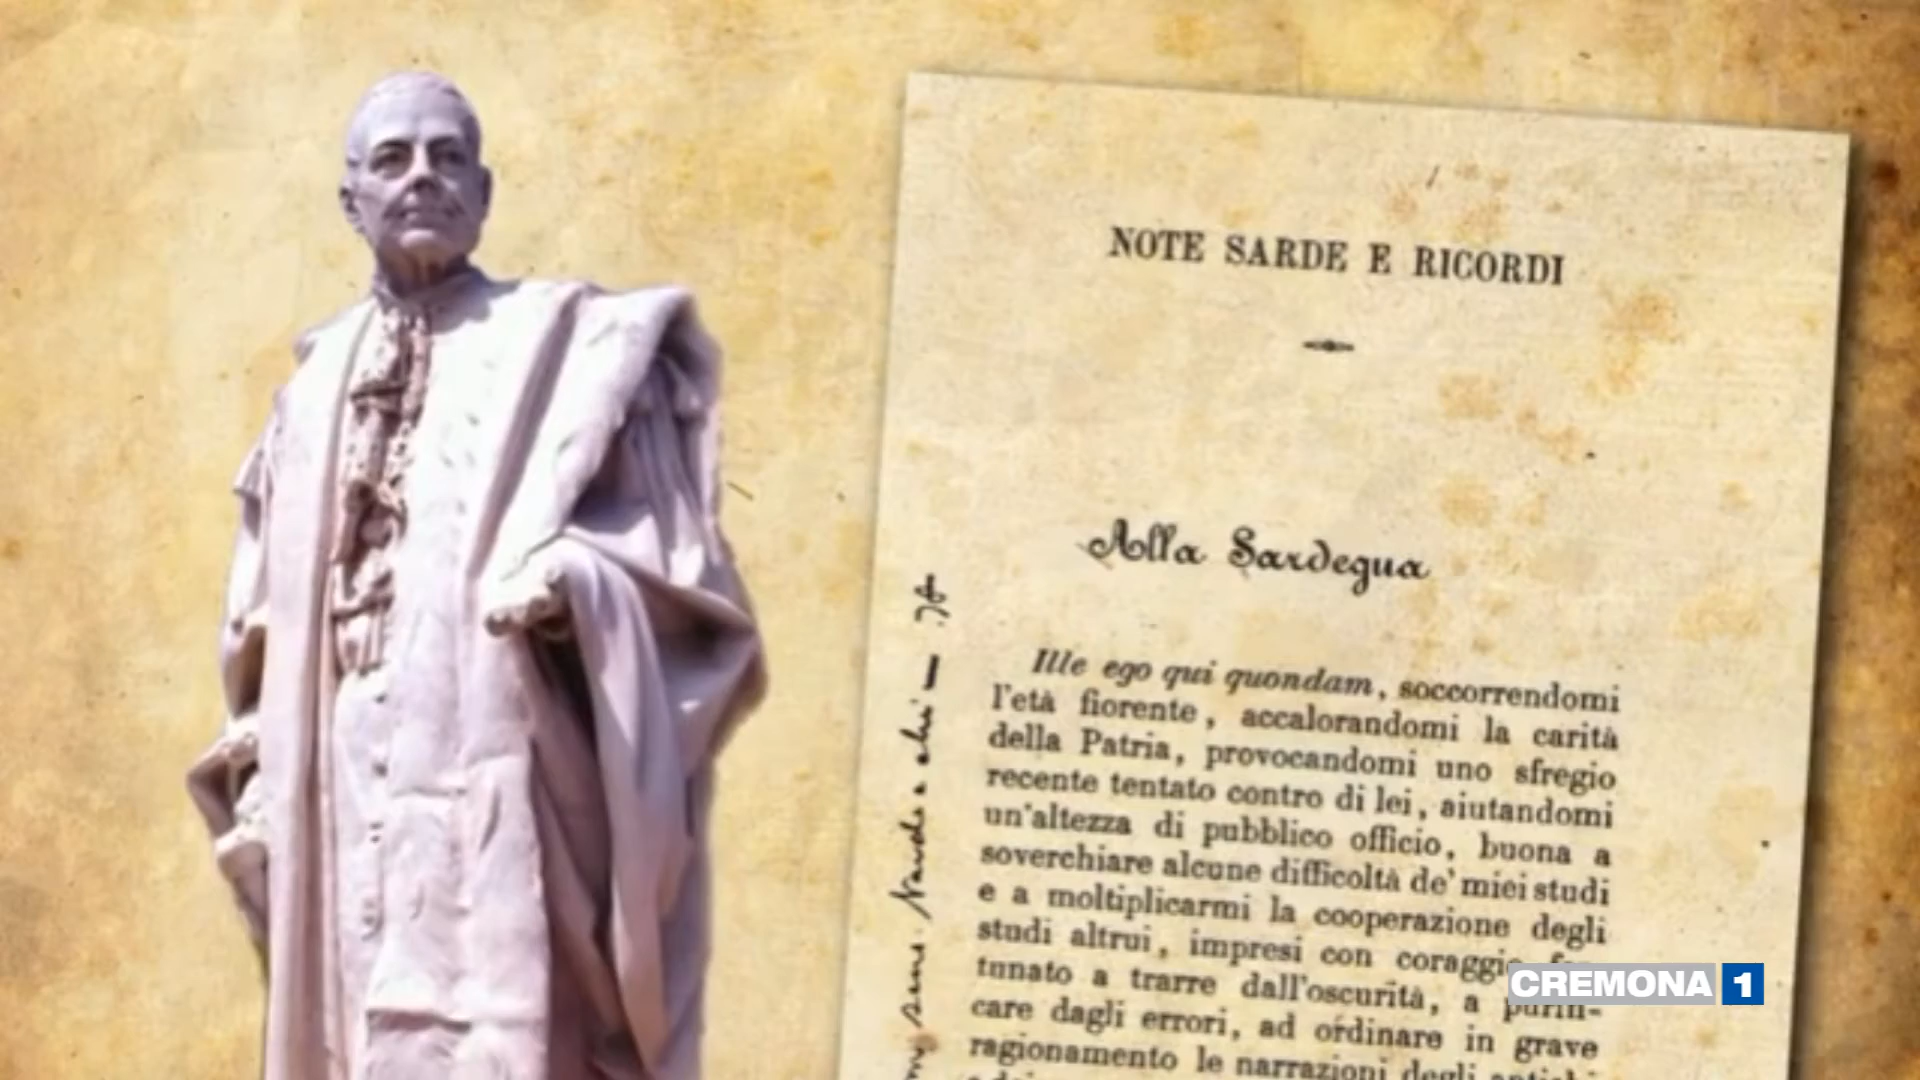 NOTE SARDE E RICORDI
Alla Sardegna
Ille ego qui quondam, soccorrendomi
l'età fiorente, accalorandomi la carità
della Patria, provocandomi uno sfregio
recente tentato contro di lei, aiutandomi
un'altezza di pubblico officio, buona a
soverchiare alcune difficoltà de' miei studi
e a moltiplicarmi la cooperazione degli
studi altrui, impresi con coraggio
tunato a trarre dall'oscurità, a
care dagli errori, ad ordinare in grave
ragionamento le narrazioni degli
CREMONA 1